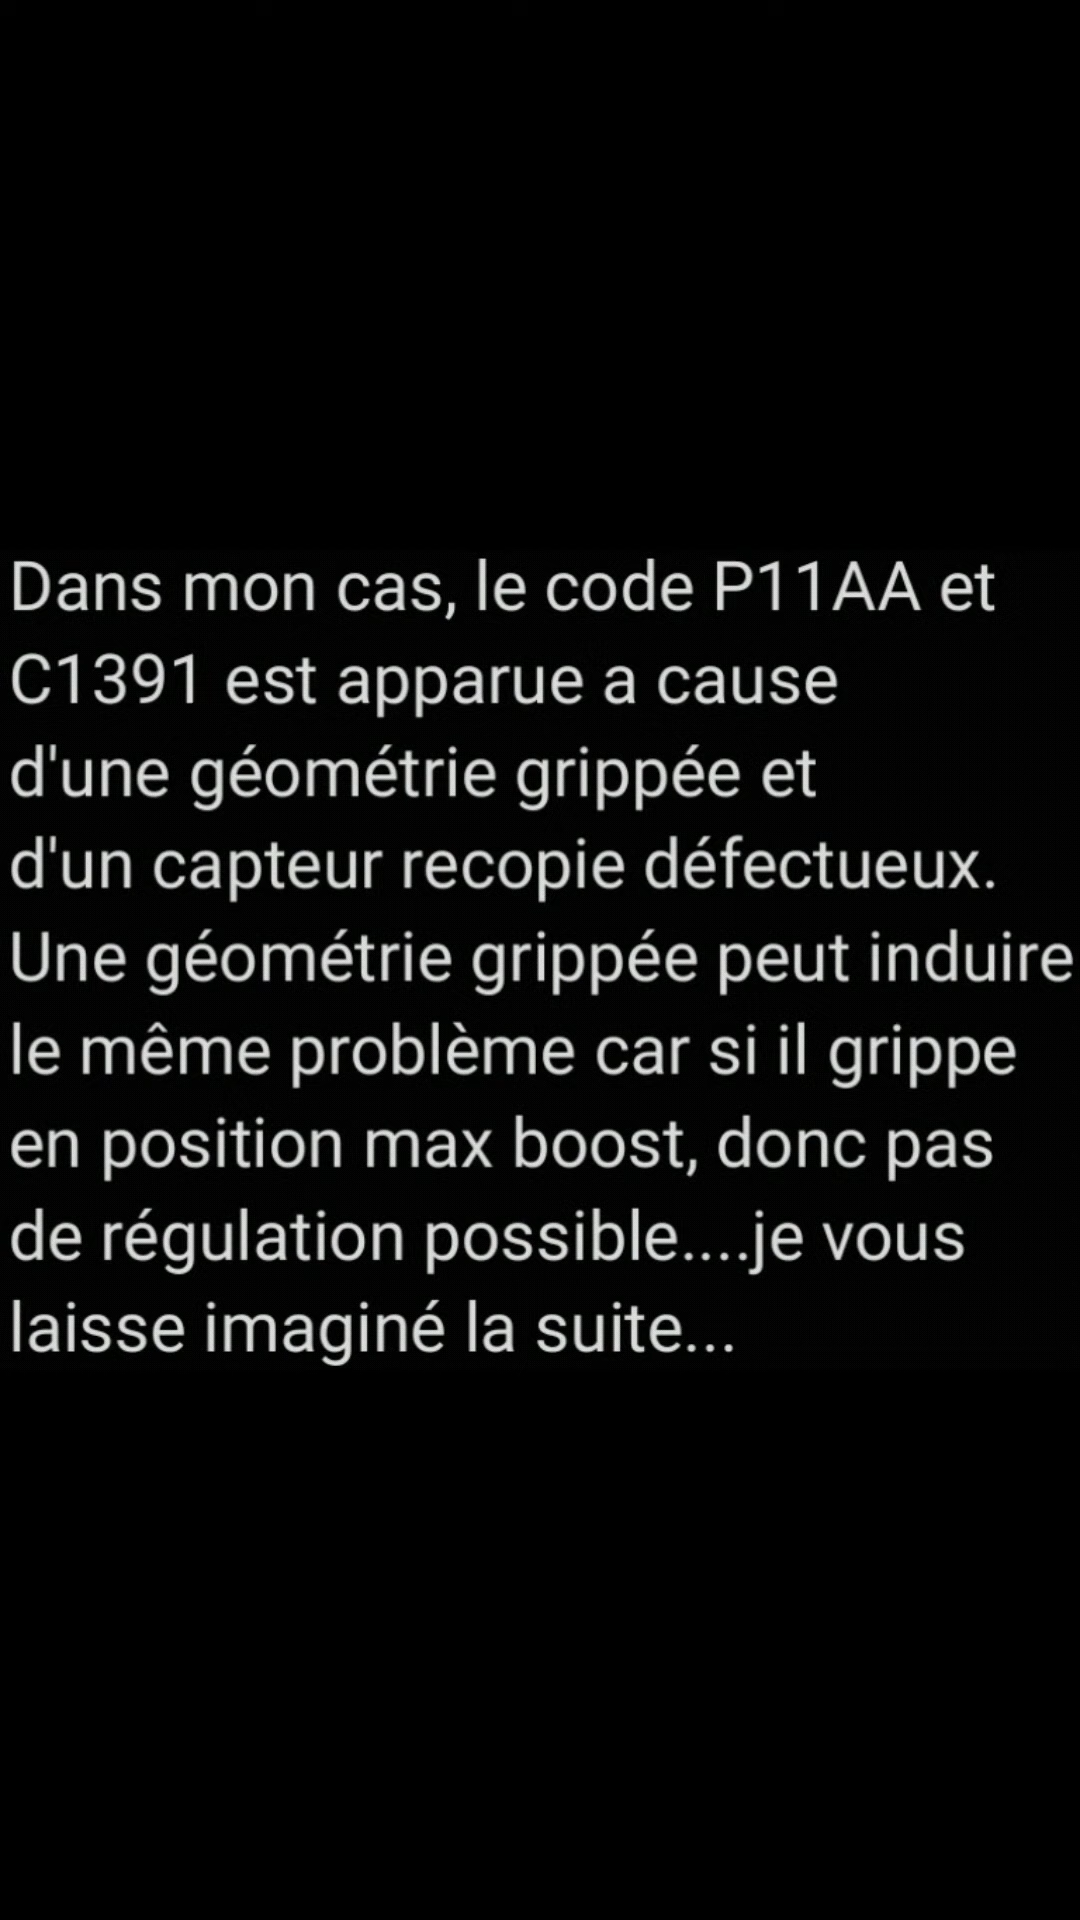 Dans mon cas, le code P11AA et
C1391 est apparue a cause
d'une géométrie grippée et
d'un capteur recopie défectueux.
Une géométrie grippée peut induire
le même problème car si il grippe
en position max boost, donc pas
de régulation possible....je vous
laisse imaginé la suite...